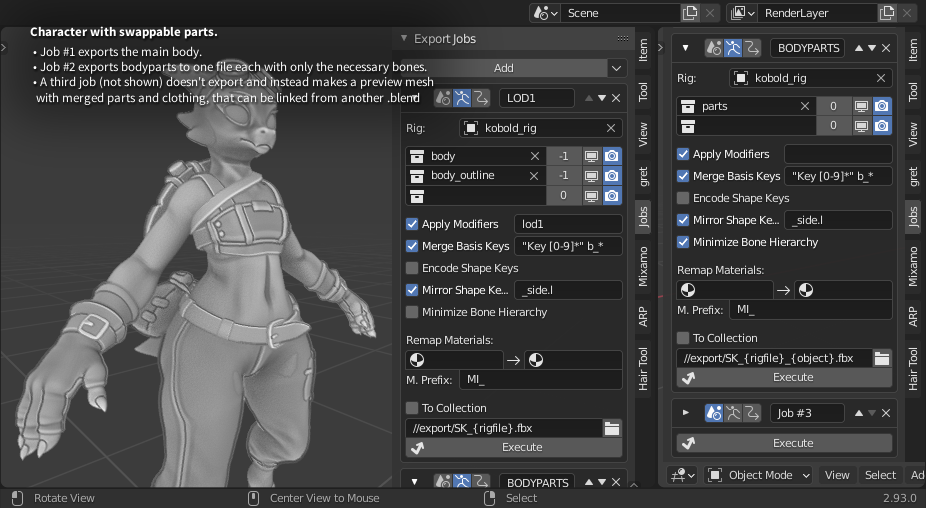 Scene
RenderLayer
Character with swappable parts.
• Job #1 exports the main body.
• Job #2 exports bodyparts to one file each with only the necessary bones.
• A third job (not shown) doesn't export and instead makes a preview mesh
with merged parts and clothing, that can be linked from another .blend
Export Jobs
Add
LOD1
Rig:
kobold_rig
body
-1
body_outline
-1
0
Apply Modifiers
lod1
Merge Basis Keys
"Key [0-9]*" b_*
Encode Shape Keys
Mirror Shape Ke...
_side.l
Minimize Bone Hierarchy
Remap Materials:
M. Prefix:
MI_
To Collection
//export/SK_{rigfile}.fbx
Execute
BODYPARTS
Item
Tool
View
gret
Jobs
Mixamo
ARP
Hair Tool
BODYPARTS
Rig:
kobold_rig
parts
0
0
Apply Modifiers
Merge Basis Keys
"Key [0-9]*" b_*
Encode Shape Keys
Mirror Shape Ke...
_side.l
Minimize Bone Hierarchy
Remap Materials:
M. Prefix:
MI_
To Collection
//export/SK_{rigfile}_{object}.fbx
Execute
Job #3
Execute
Item
Tool
View
gret
Jobs
Mixamo
ARP
Hair Tool
Object Mode
View
Select
Ad
Rotate View
Center View to Mouse
Select
2.93.0